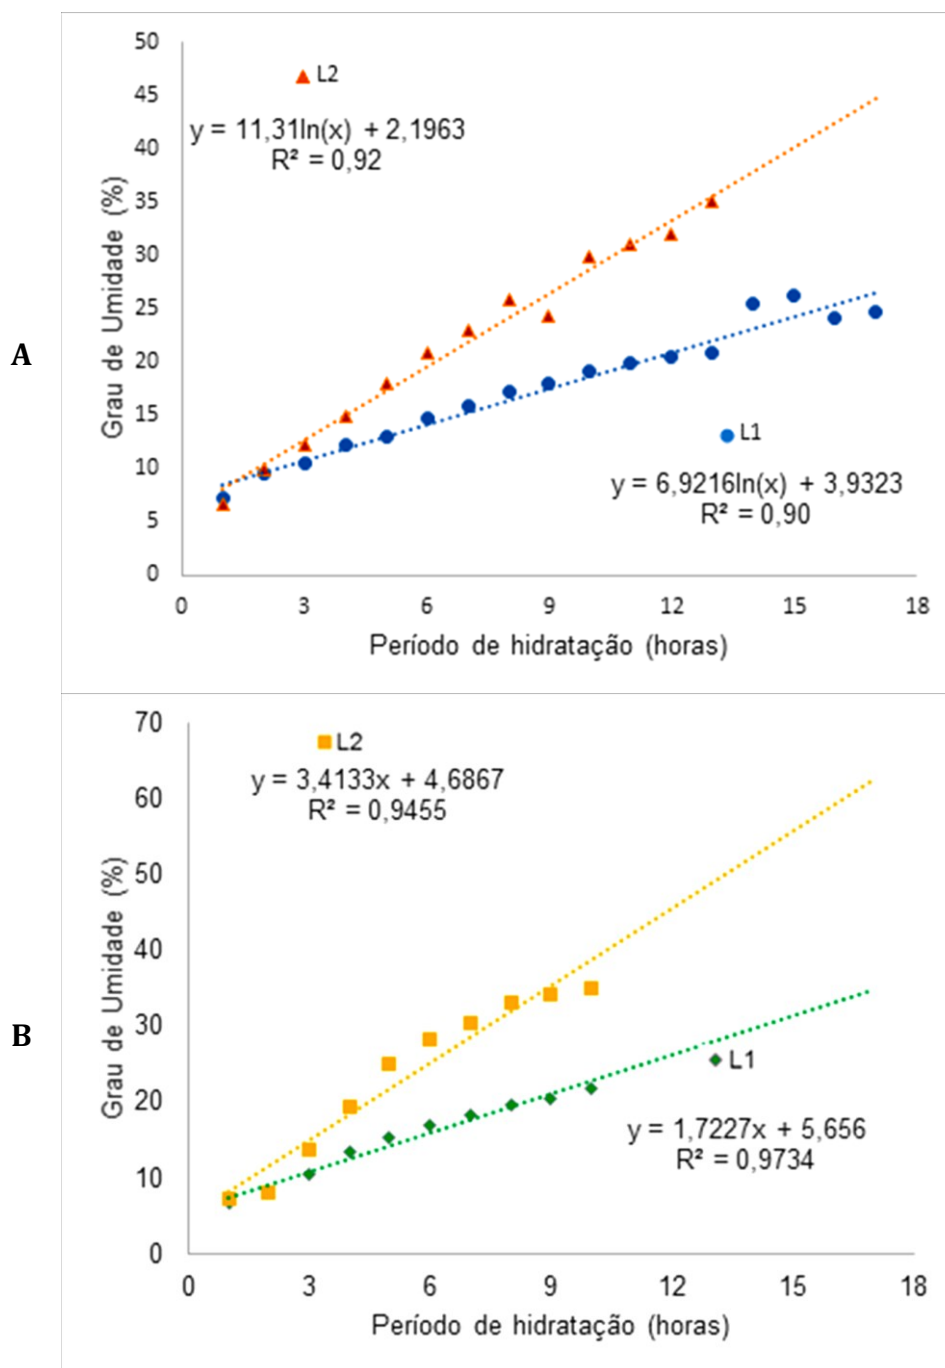 A
Grau de Umidade (%)
50
45
40
35
30
25
20
15
10
5
0
L2
y = 11,31ln(x) + 2,1963
R² = 0,92
L1
y = 6,9216ln(x) + 3,9323
R² = 0,90
0 3 6 9 12 15 18
Período de hidratação (horas)
B
Grau de Umidade (%)
70
60
50
40
30
20
10
0
L2
y = 3,4133x + 4,6867
R² = 0,9455
L1
y = 1,7227x + 5,656
R² = 0,9734
0 3 6 9 12 15 18
Período de hidratação (horas)